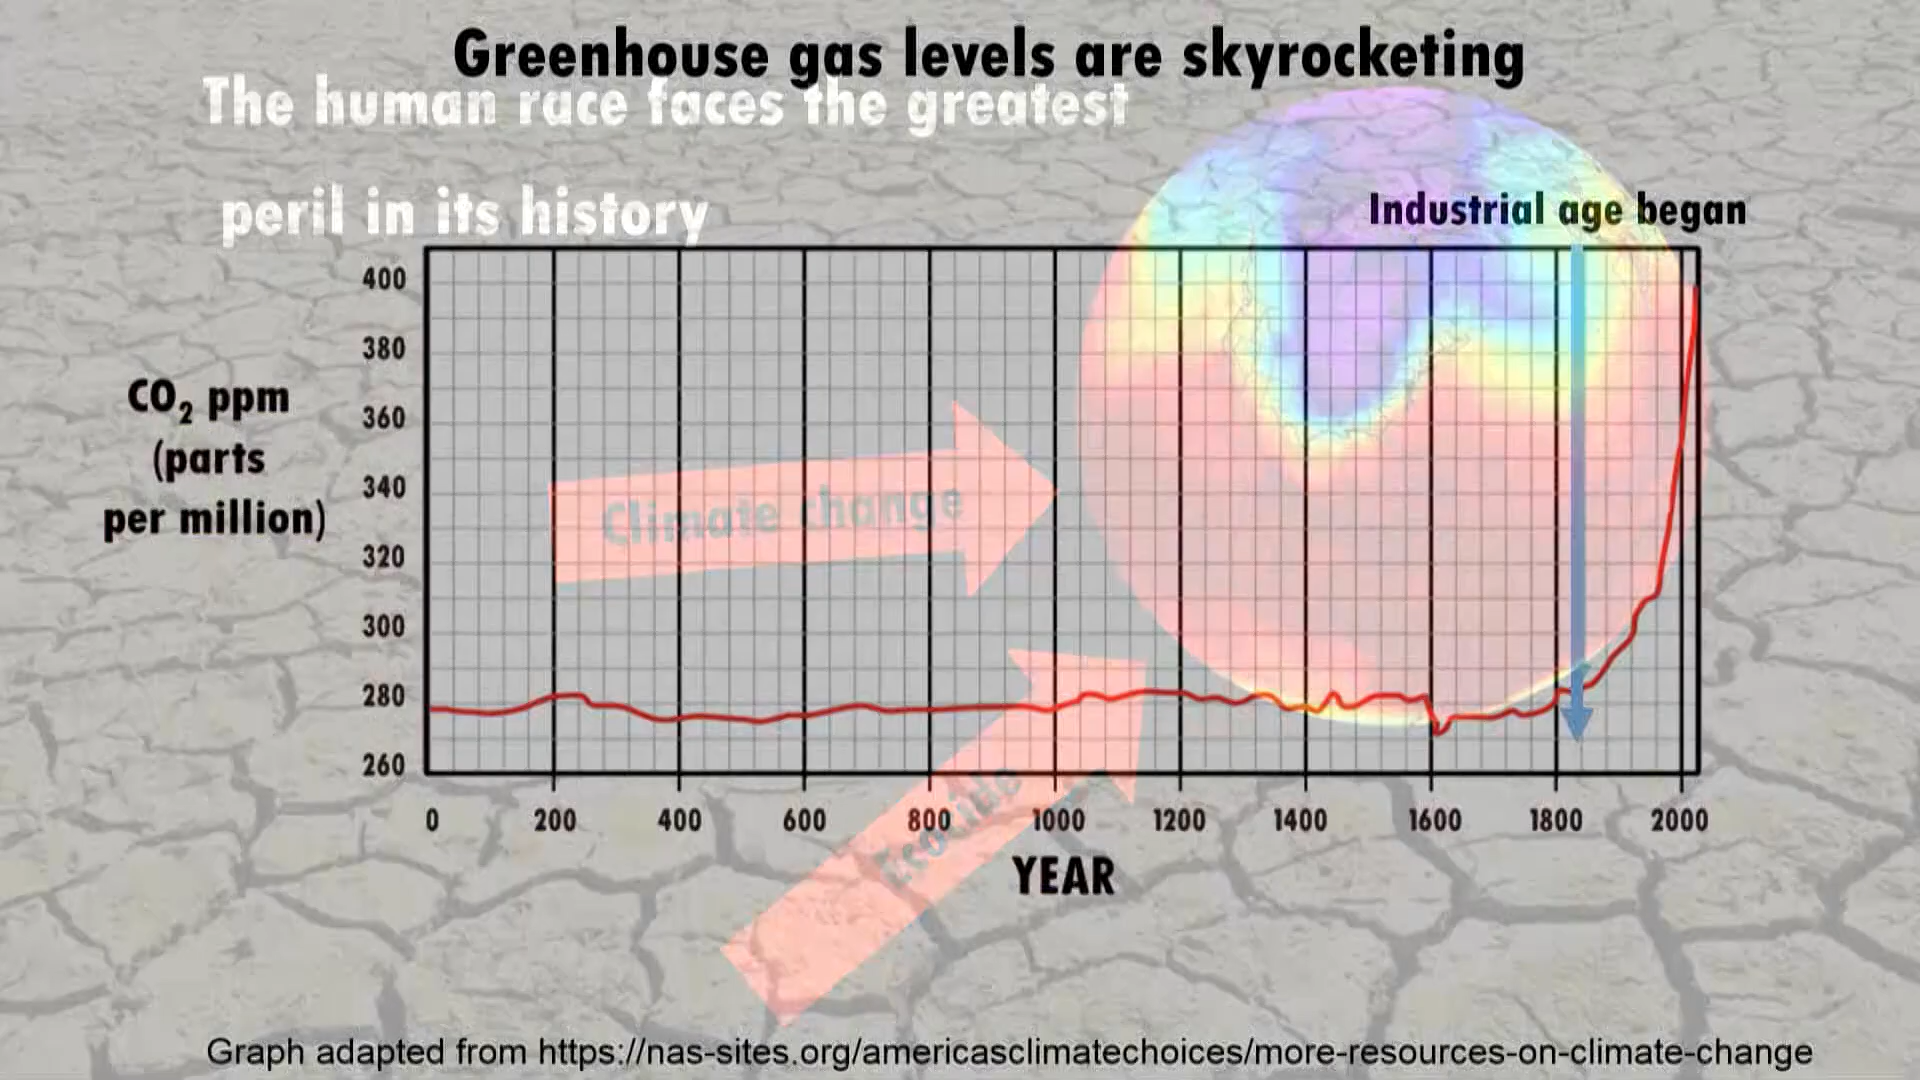 Greenhouse gas levels are skyrocketing
The human race faces the greatest
peril in its history
Industrial age began
400
380
360
340
320
300
280
260
CO₂ ppm
(parts
per million)
Climate change
Ecocide
0 200 400 600 800 1000 1200 1400 1600 1800 2000
YEAR
Graph adapted from https://nas-sites.org/americasclimatechoices/more-resources-on-climate-change